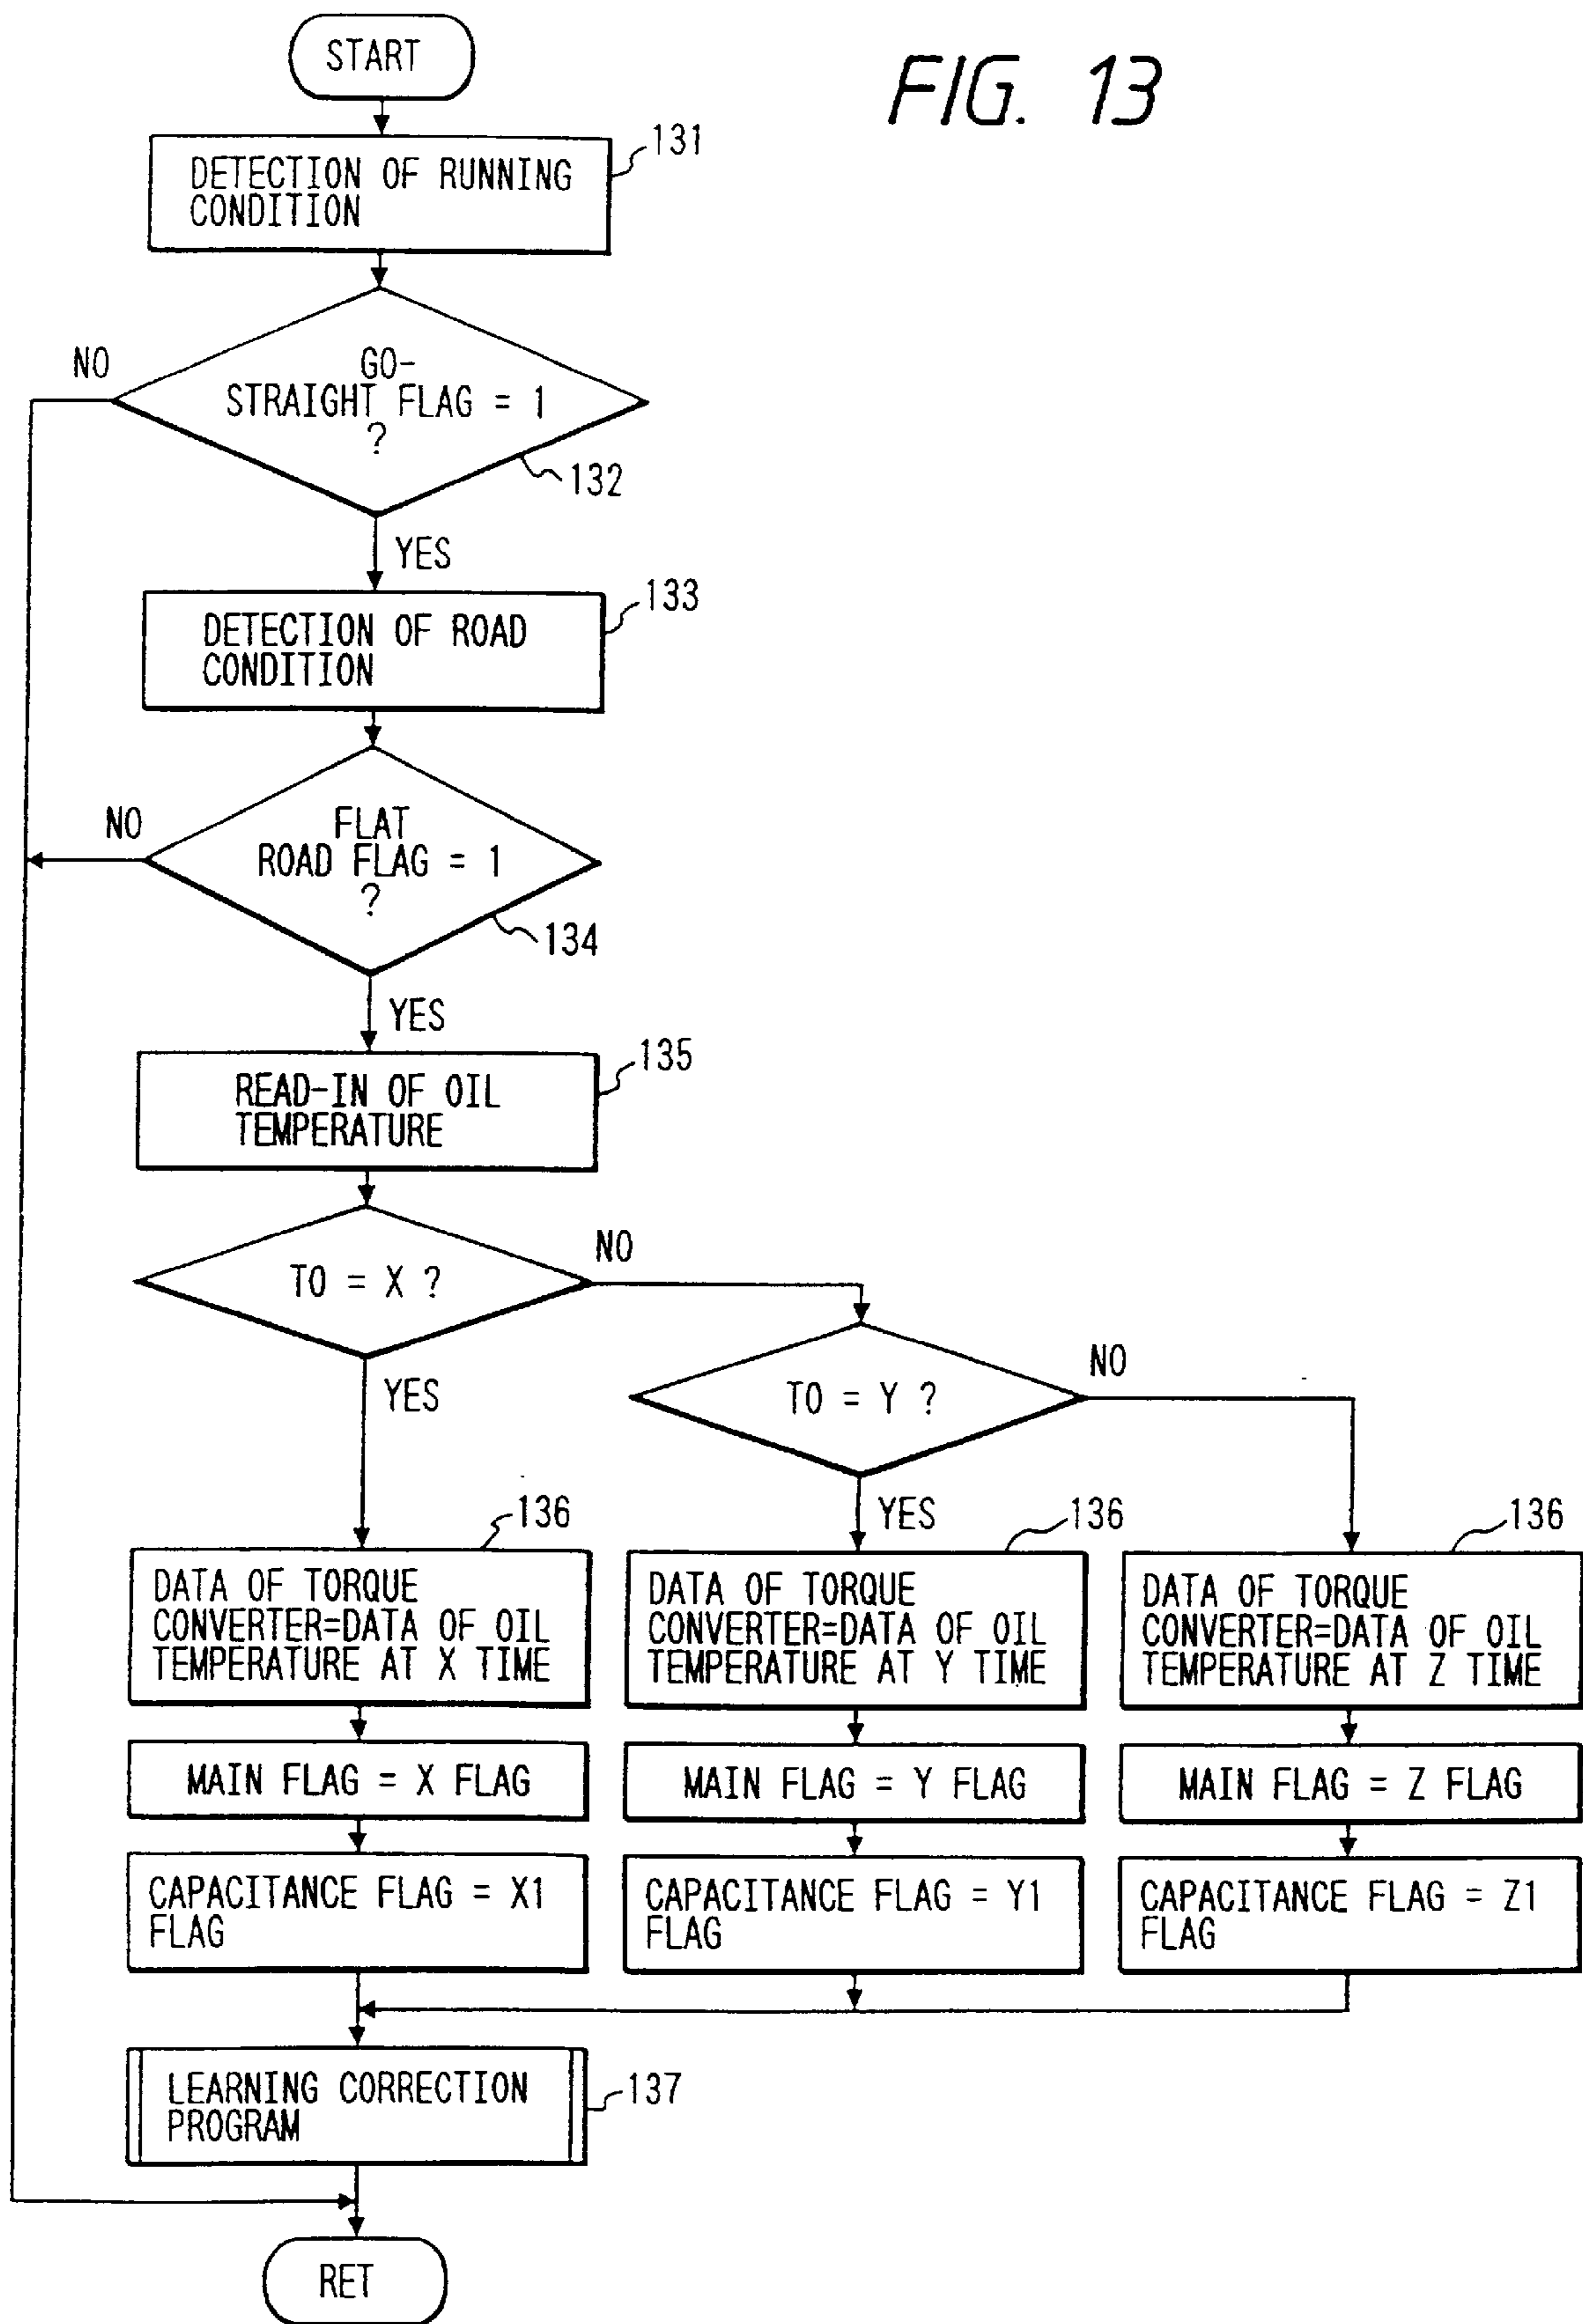 START
FIG. 13
131
DETECTION OF RUNNING
CONDITION
NO
GO-
STRAIGHT FLAG = 1
?
132
YES
133
DETECTION OF ROAD
CONDITION
NO
FLAT
ROAD FLAG = 1
?
134
YES
135
READ-IN OF OIL
TEMPERATURE
NO
TO = X ?
YES
NO
TO = Y ?
YES
136
136
136
DATA OF TORQUE
CONVERTER=DATA OF OIL
TEMPERATURE AT X TIME
DATA OF TORQUE
CONVERTER=DATA OF OIL
TEMPERATURE AT Y TIME
DATA OF TORQUE
CONVERTER=DATA OF OIL
TEMPERATURE AT Z TIME
MAIN FLAG = X FLAG
MAIN FLAG = Y FLAG
MAIN FLAG = Z FLAG
CAPACITANCE FLAG = X1
FLAG
CAPACITANCE FLAG = Y1
FLAG
CAPACITANCE FLAG = Z1
FLAG
LEARNING CORRECTION
PROGRAM
137
RET